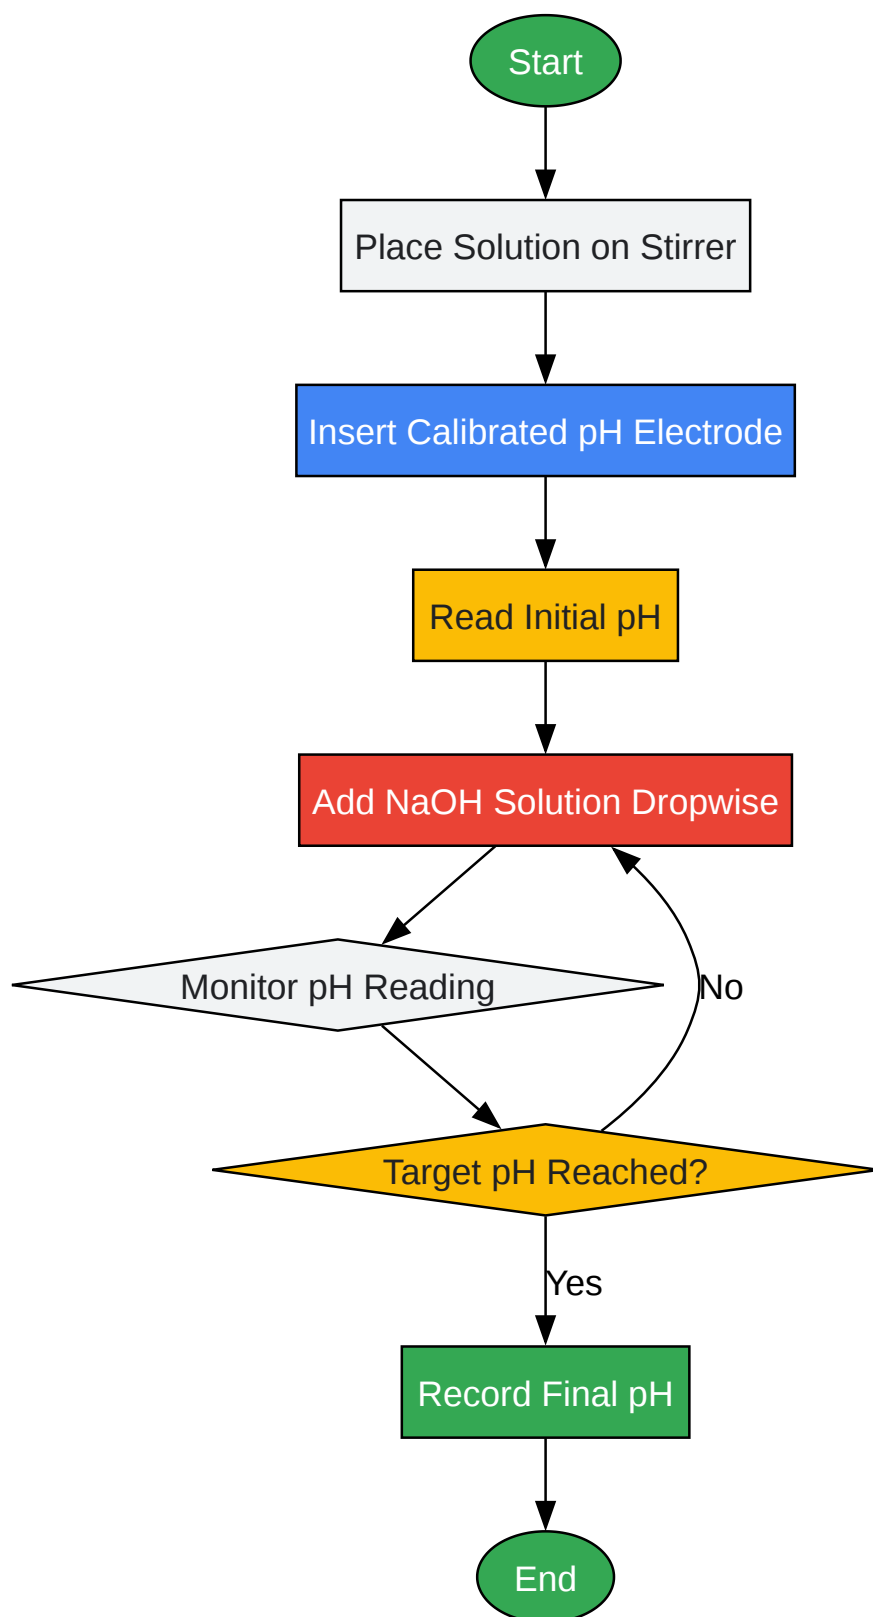 Start
Place Solution on Stirrer
Insert Calibrated pH Electrode
Read Initial pH
Add NaOH Solution Dropwise
Monitor pH Reading
No
Target pH Reached?
Yes
Record Final pH
End